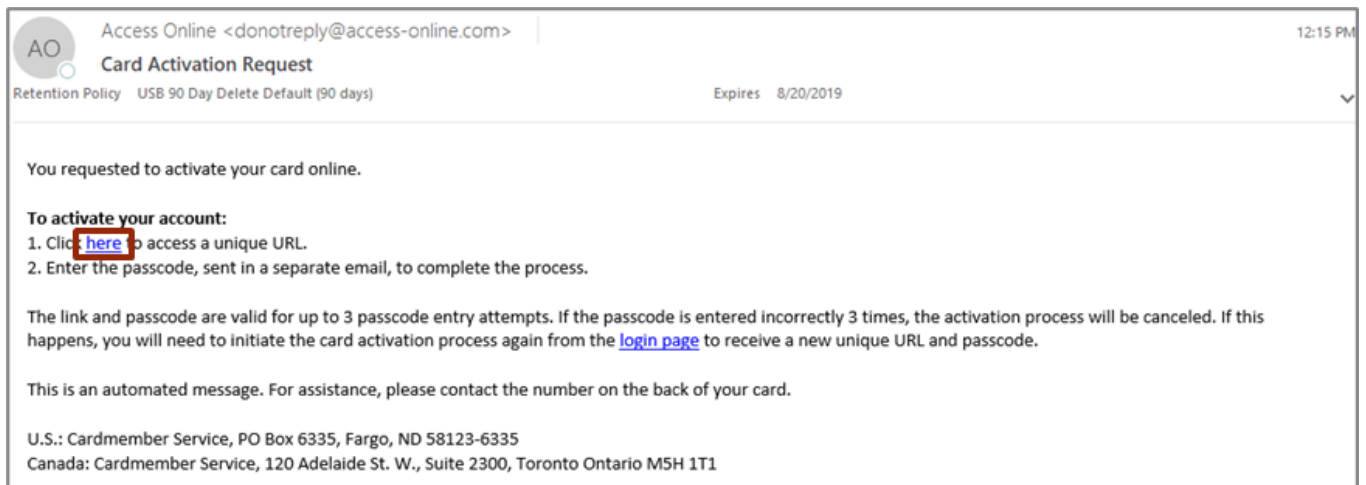 AO
Access Online <donotreply@access-online.com>
12:15 PM
Card Activation Request
Retention Policy USB 90 Day Delete Default (90 days)
Expires 8/20/2019
You requested to activate your card online.
To activate your account:
1. Click here to access a unique URL.
2. Enter the passcode, sent in a separate email, to complete the process.
The link and passcode are valid for up to 3 passcode entry attempts. If the passcode is entered incorrectly 3 times, the activation process will be canceled. If this
happens, you will need to initiate the card activation process again from the login page to receive a new unique URL and passcode.
This is an automated message. For assistance, please contact the number on the back of your card.
U.S.: Cardmember Service, PO Box 6335, Fargo, ND 58123-6335
Canada: Cardmember Service, 120 Adelaide St. W., Suite 2300, Toronto Ontario M5H 1T1